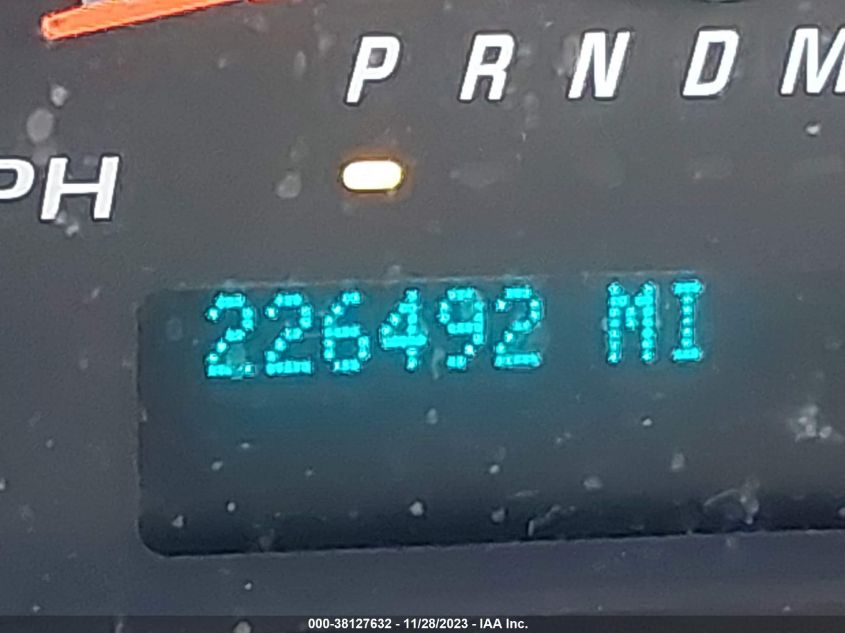 P R N D M
PH
226492 MI
000-38127632 - 11/28/2023 - IAA Inc.